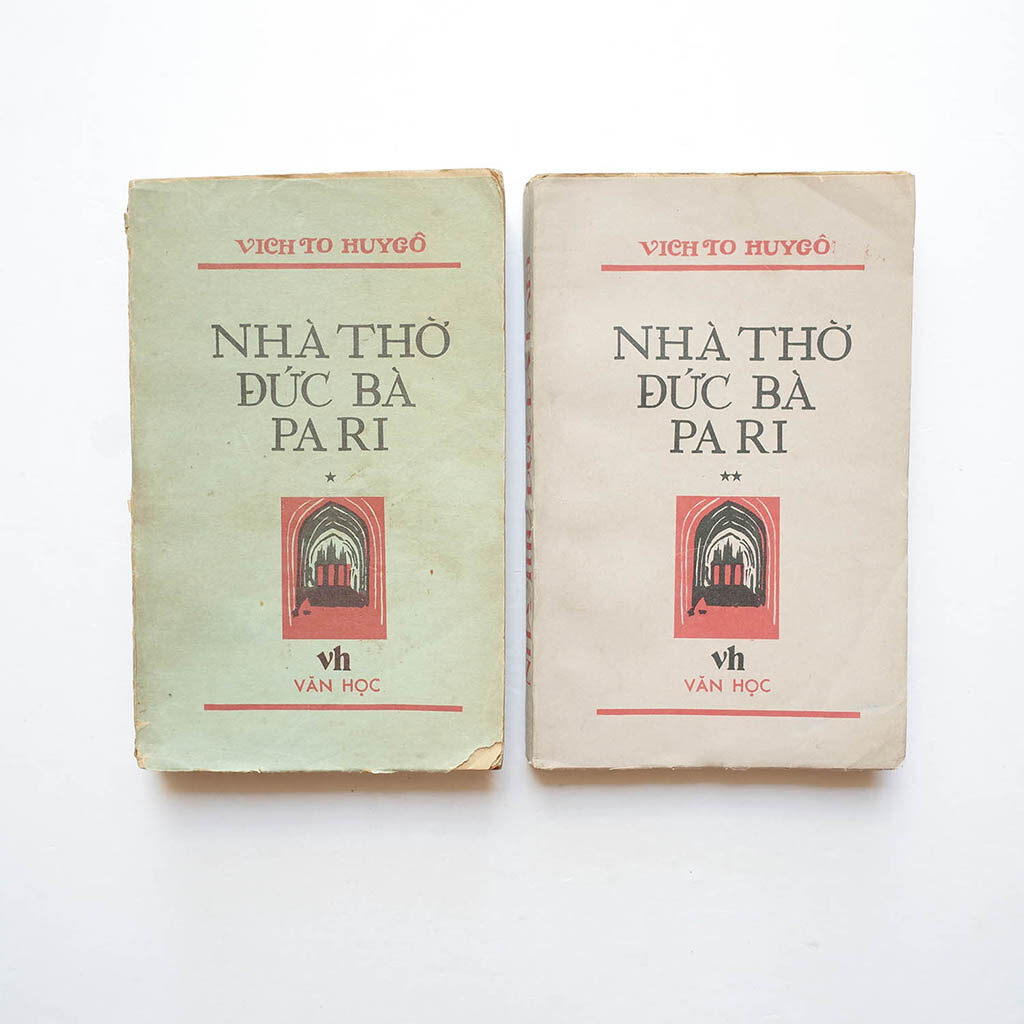 VICH TO HUYGÔ
NHÀ THỜ
ĐỨC BÀ
PA RI
★
vh
VĂN HỌC
VICH TO HUYGÔ
NHÀ THỜ
ĐỨC BÀ
PA RI
★★
vh
VĂN HỌC